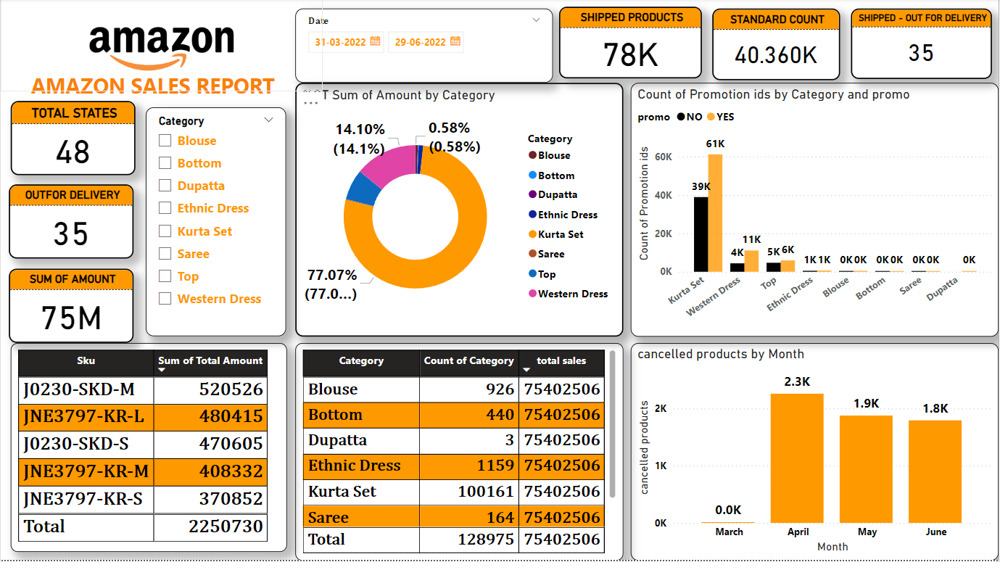 amazon
AMAZON SALES REPORT
Date
31-03-2022 29-06-2022
SHIPPED PRODUCTS
78K
STANDARD COUNT
40.360K
SHIPPED - OUT FOR DELIVERY
35
TOTAL STATES
48
OUTFOR DELIVERY
35
SUM OF AMOUNT
75M
Category
Blouse
Bottom
Dupatta
Ethnic Dress
Kurta Set
Saree
Top
Western Dress
T Sum of Amount by Category
14.10%
(14.1%)
0.58%
(0.58%)
77.07%
(77.0...)
Category
Blouse
Bottom
Dupatta
Ethnic Dress
Kurta Set
Saree
Top
Western Dress
Count of Promotion ids by Category and promo
promo NO YES
Count of Promotion ids
60K
40K
20K
0K
39K 61K
4K 11K
5K 6K
1K 1K
0K 0K
0K 0K
0K 0K
0K
Kurta Set
Western Dress
Top
Ethnic Dress
Blouse
Bottom
Saree
Dupatta
Sku Sum of Total Amount
J0230-SKD-M 520526
JNE3797-KR-L 480415
J0230-SKD-S 470605
JNE3797-KR-M 408332
JNE3797-KR-S 370852
Total 2250730
Category Count of Category total sales
Blouse 926 75402506
Bottom 440 75402506
Dupatta 3 75402506
Ethnic Dress 1159 75402506
Kurta Set 100161 75402506
Saree 164 75402506
Total 128975 75402506
cancelled products by Month
cancelled products
2K
1K
0K
0.0K
2.3K
1.9K
1.8K
March April May June
Month